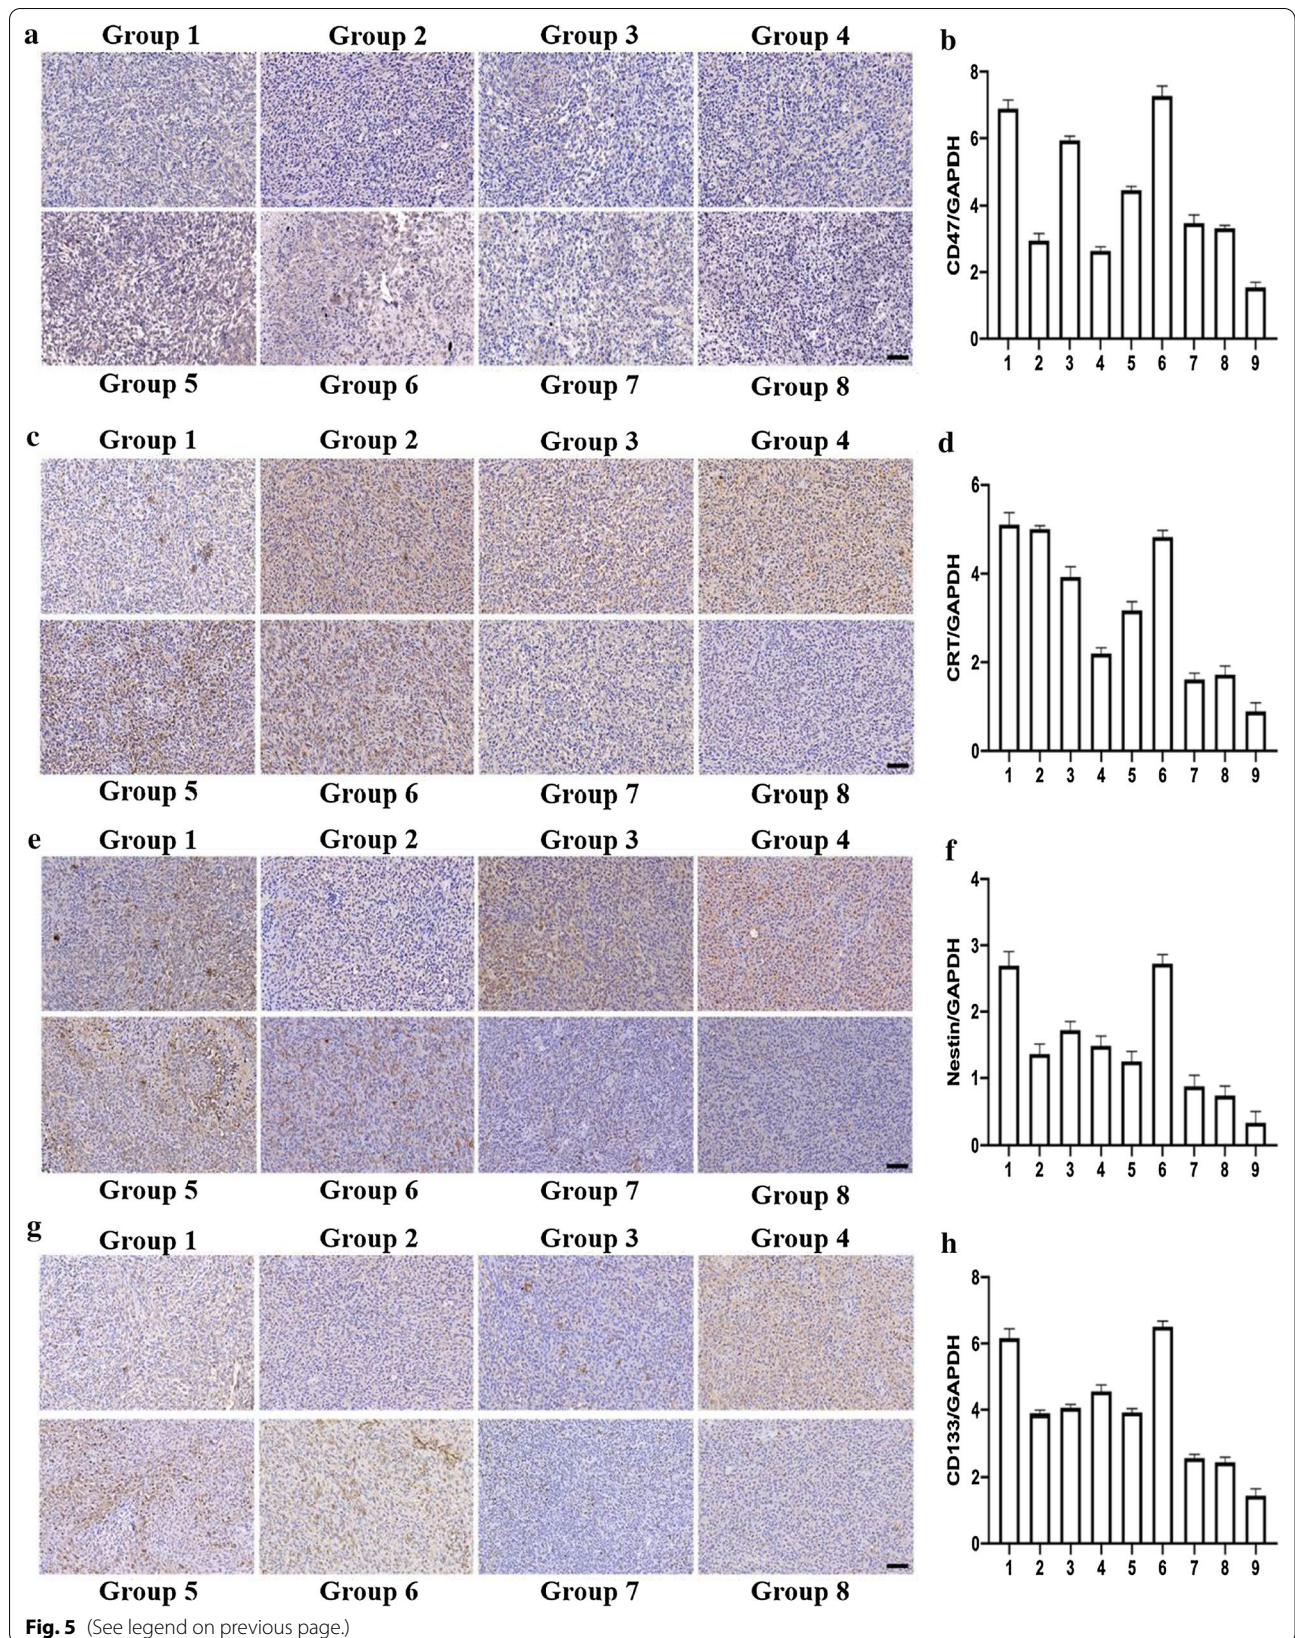 a
Group 1 Group 2 Group 3 Group 4
Group 5 Group 6 Group 7 Group 8
b
CD47/GAPDH
8
6
4
2
0
1 2 3 4 5 6 7 8 9
c
Group 1 Group 2 Group 3 Group 4
Group 5 Group 6 Group 7 Group 8
d
CRT/GAPDH
6
4
2
0
1 2 3 4 5 6 7 8 9
e
Group 1 Group 2 Group 3 Group 4
Group 5 Group 6 Group 7 Group 8
f
Nestin/GAPDH
4
3
2
1
0
1 2 3 4 5 6 7 8 9
g
Group 1 Group 2 Group 3 Group 4
Group 5 Group 6 Group 7 Group 8
h
CD133/GAPDH
8
6
4
2
0
1 2 3 4 5 6 7 8 9
Fig. 5 (See legend on previous page.)